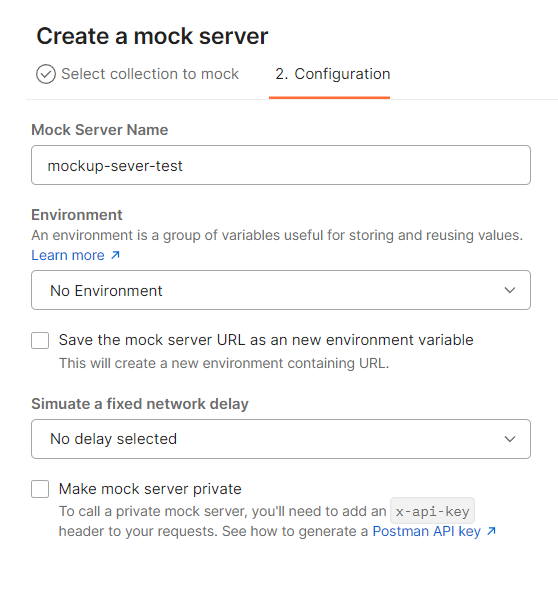 Create a mock server
Select collection to mock
2. Configuration
Mock Server Name
mockup-sever-test
Environment
An environment is a group of variables useful for storing and reusing values.
Learn more ↗
No Environment
Save the mock server URL as an new environment variable
This will create a new environment containing URL.
Simuate a fixed network delay
No delay selected
Make mock server private
To call a private mock server, you'll need to add an x-api-key
header to your requests. See how to generate a Postman API key ↗